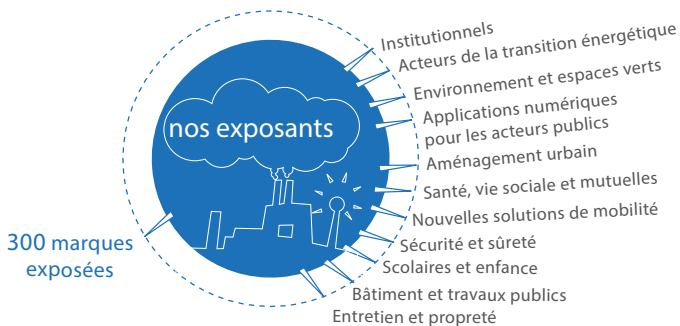 nos exposants
300 marques
exposées
Institutionnels
Acteurs de la transition énergétique
Environnement et espaces verts
Applications numériques
pour les acteurs publics
Aménagement urbain
Santé, vie sociale et mutuelles
Nouvelles solutions de mobilité
Sécurité et sûreté
Scolaires et enfance
Bâtiment et travaux publics
Entretien et propreté